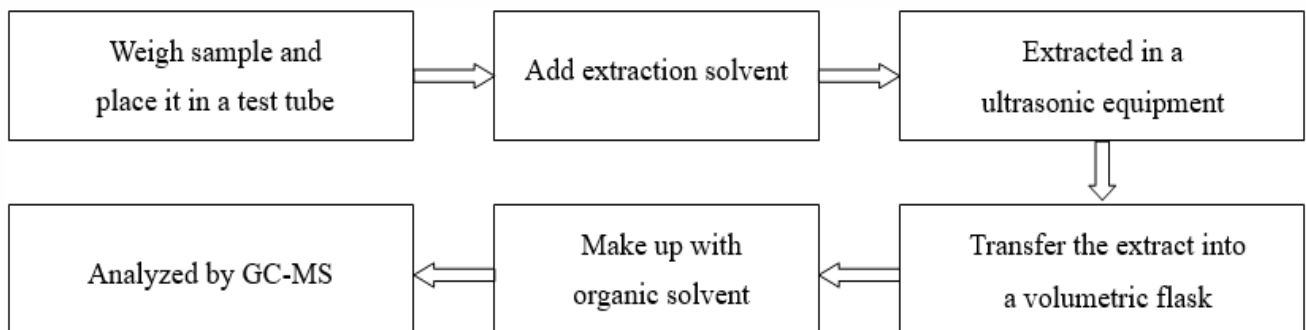 Weigh sample and
place it in a test tube
Add extraction solvent
Extracted in a
ultrasonic equipment
Transfer the extract into
a volumetric flask
Make up with
organic solvent
Analyzed by GC-MS